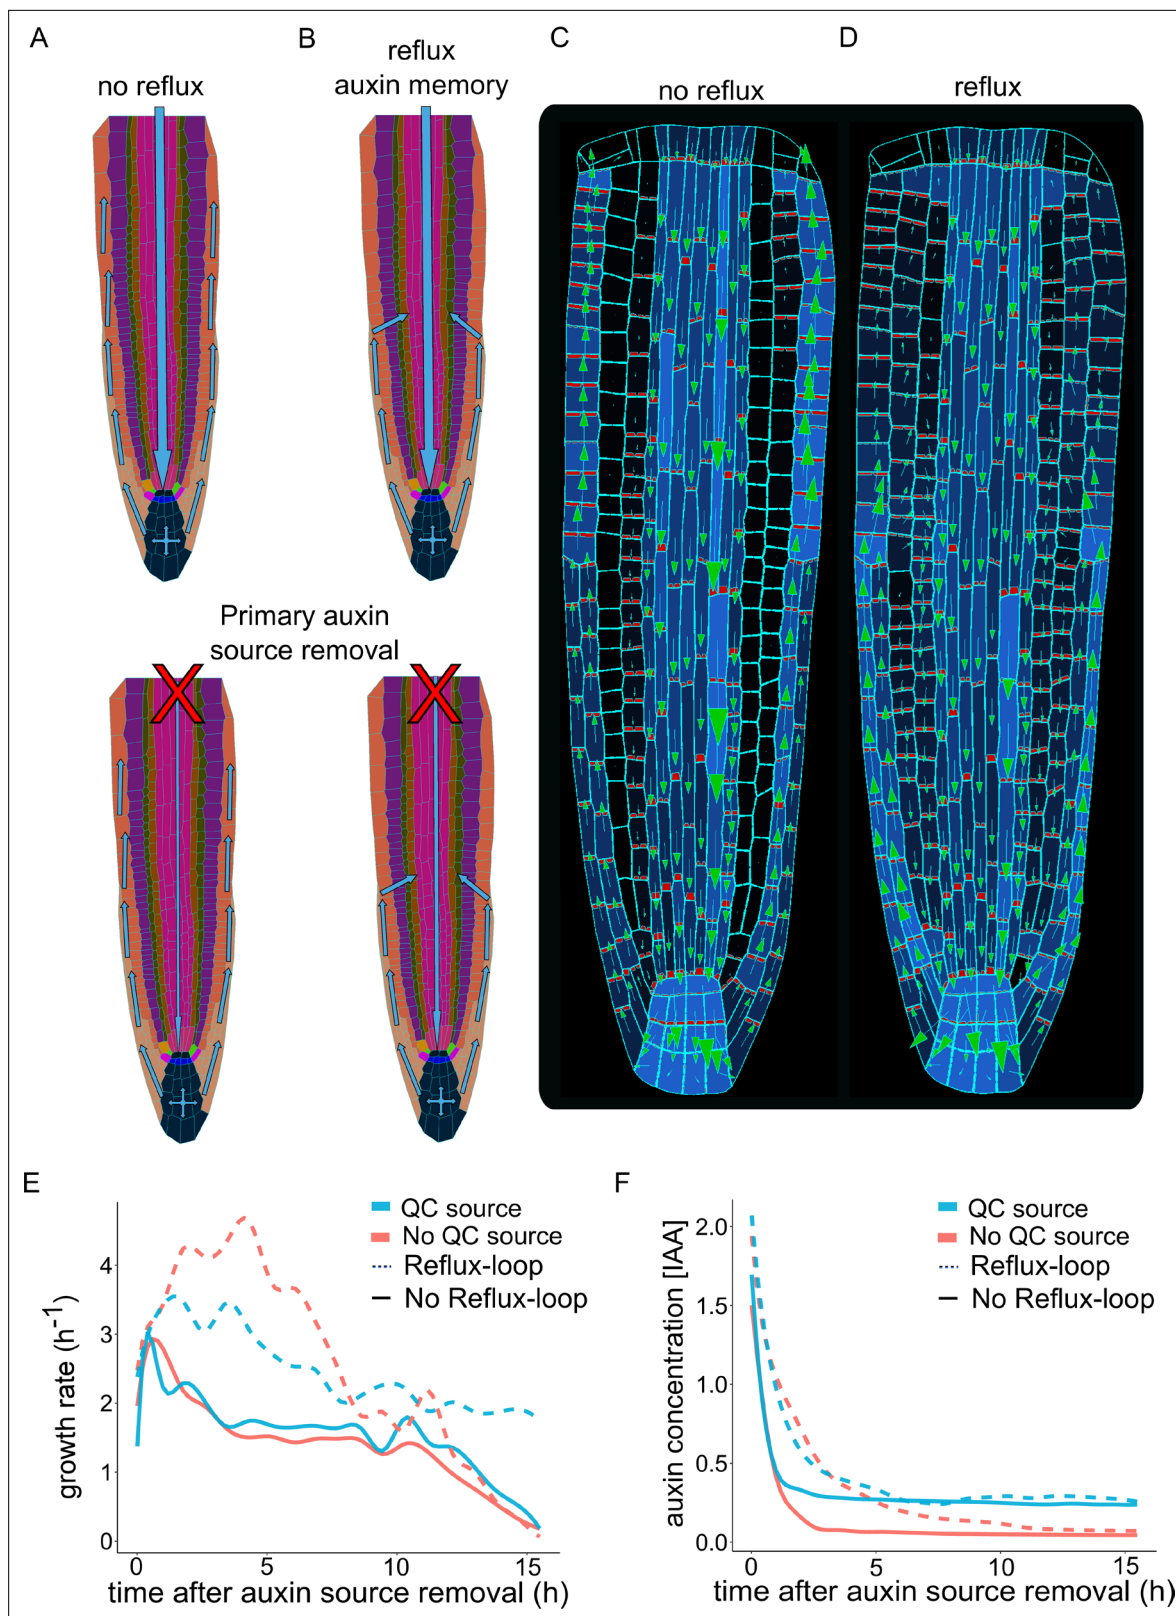 A
B
C
D
no reflux
reflux
auxin memory
no reflux
reflux
Primary auxin
source removal
E
growth rate (h-1)
4
3
2
1
0
0
5
10
15
time after auxin source removal (h)
QC source
No QC source
Reflux-loop
No Reflux-loop
F
auxin concentration [IAA]
2.0
1.5
1.0
0.5
0.0
0
5
10
15
time after auxin source removal (h)
QC source
No QC source
Reflux-loop
No Reflux-loop